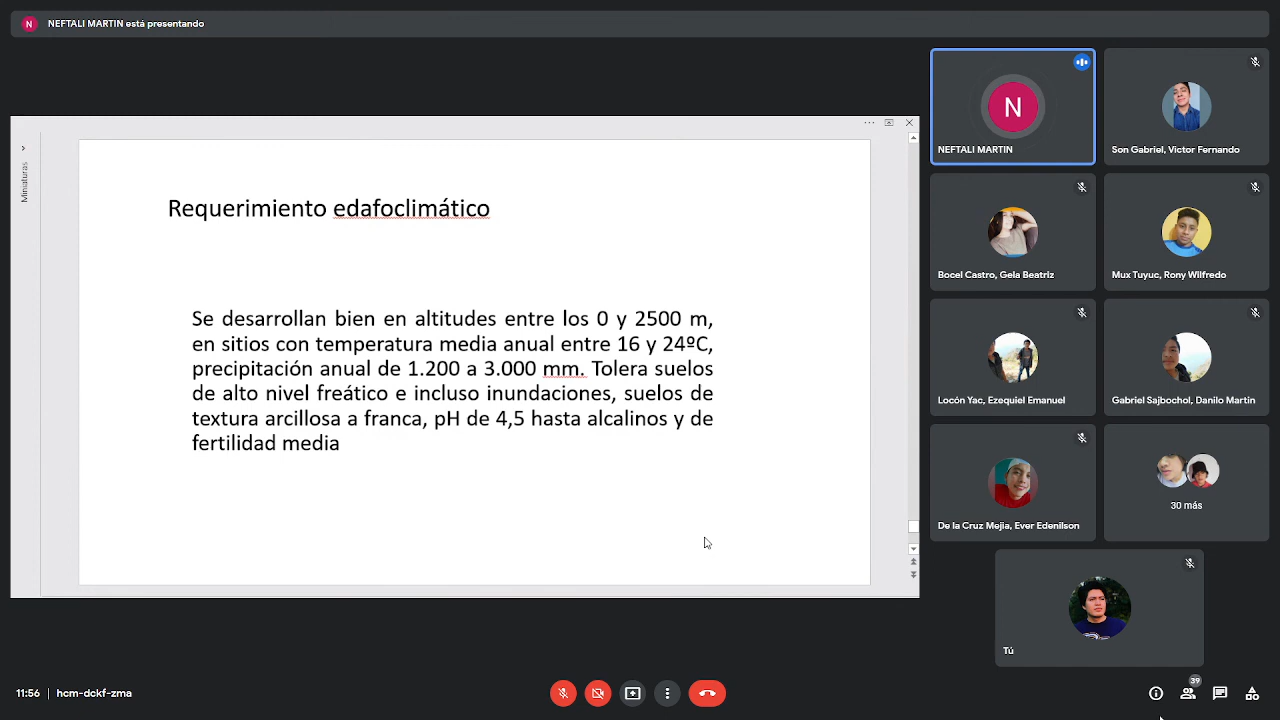 N
NEFTALI MARTIN está presentando
Miniaturas
Requerimiento edafoclimático
Se desarrollan bien en altitudes entre los 0 y 2500 m,
en sitios con temperatura media anual entre 16 y 24ºC,
precipitación anual de 1.200 a 3.000 mm. Tolera suelos
de alto nivel freático e incluso inundaciones, suelos de
textura arcillosa a franca, pH de 4,5 hasta alcalinos y de
fertilidad media
N
NEFTALI MARTIN
Son Gabriel, Victor Fernando
Bocel Castro, Gela Beatriz
Mux Tuyuc, Rony Wilfredo
Locón Yac, Ezequiel Emanuel
Gabriel Sajbochol, Danilo Martin
De la Cruz Mejia, Ever Edenilson
30 más
Tú
11:56
hcm-dckf-zma
39